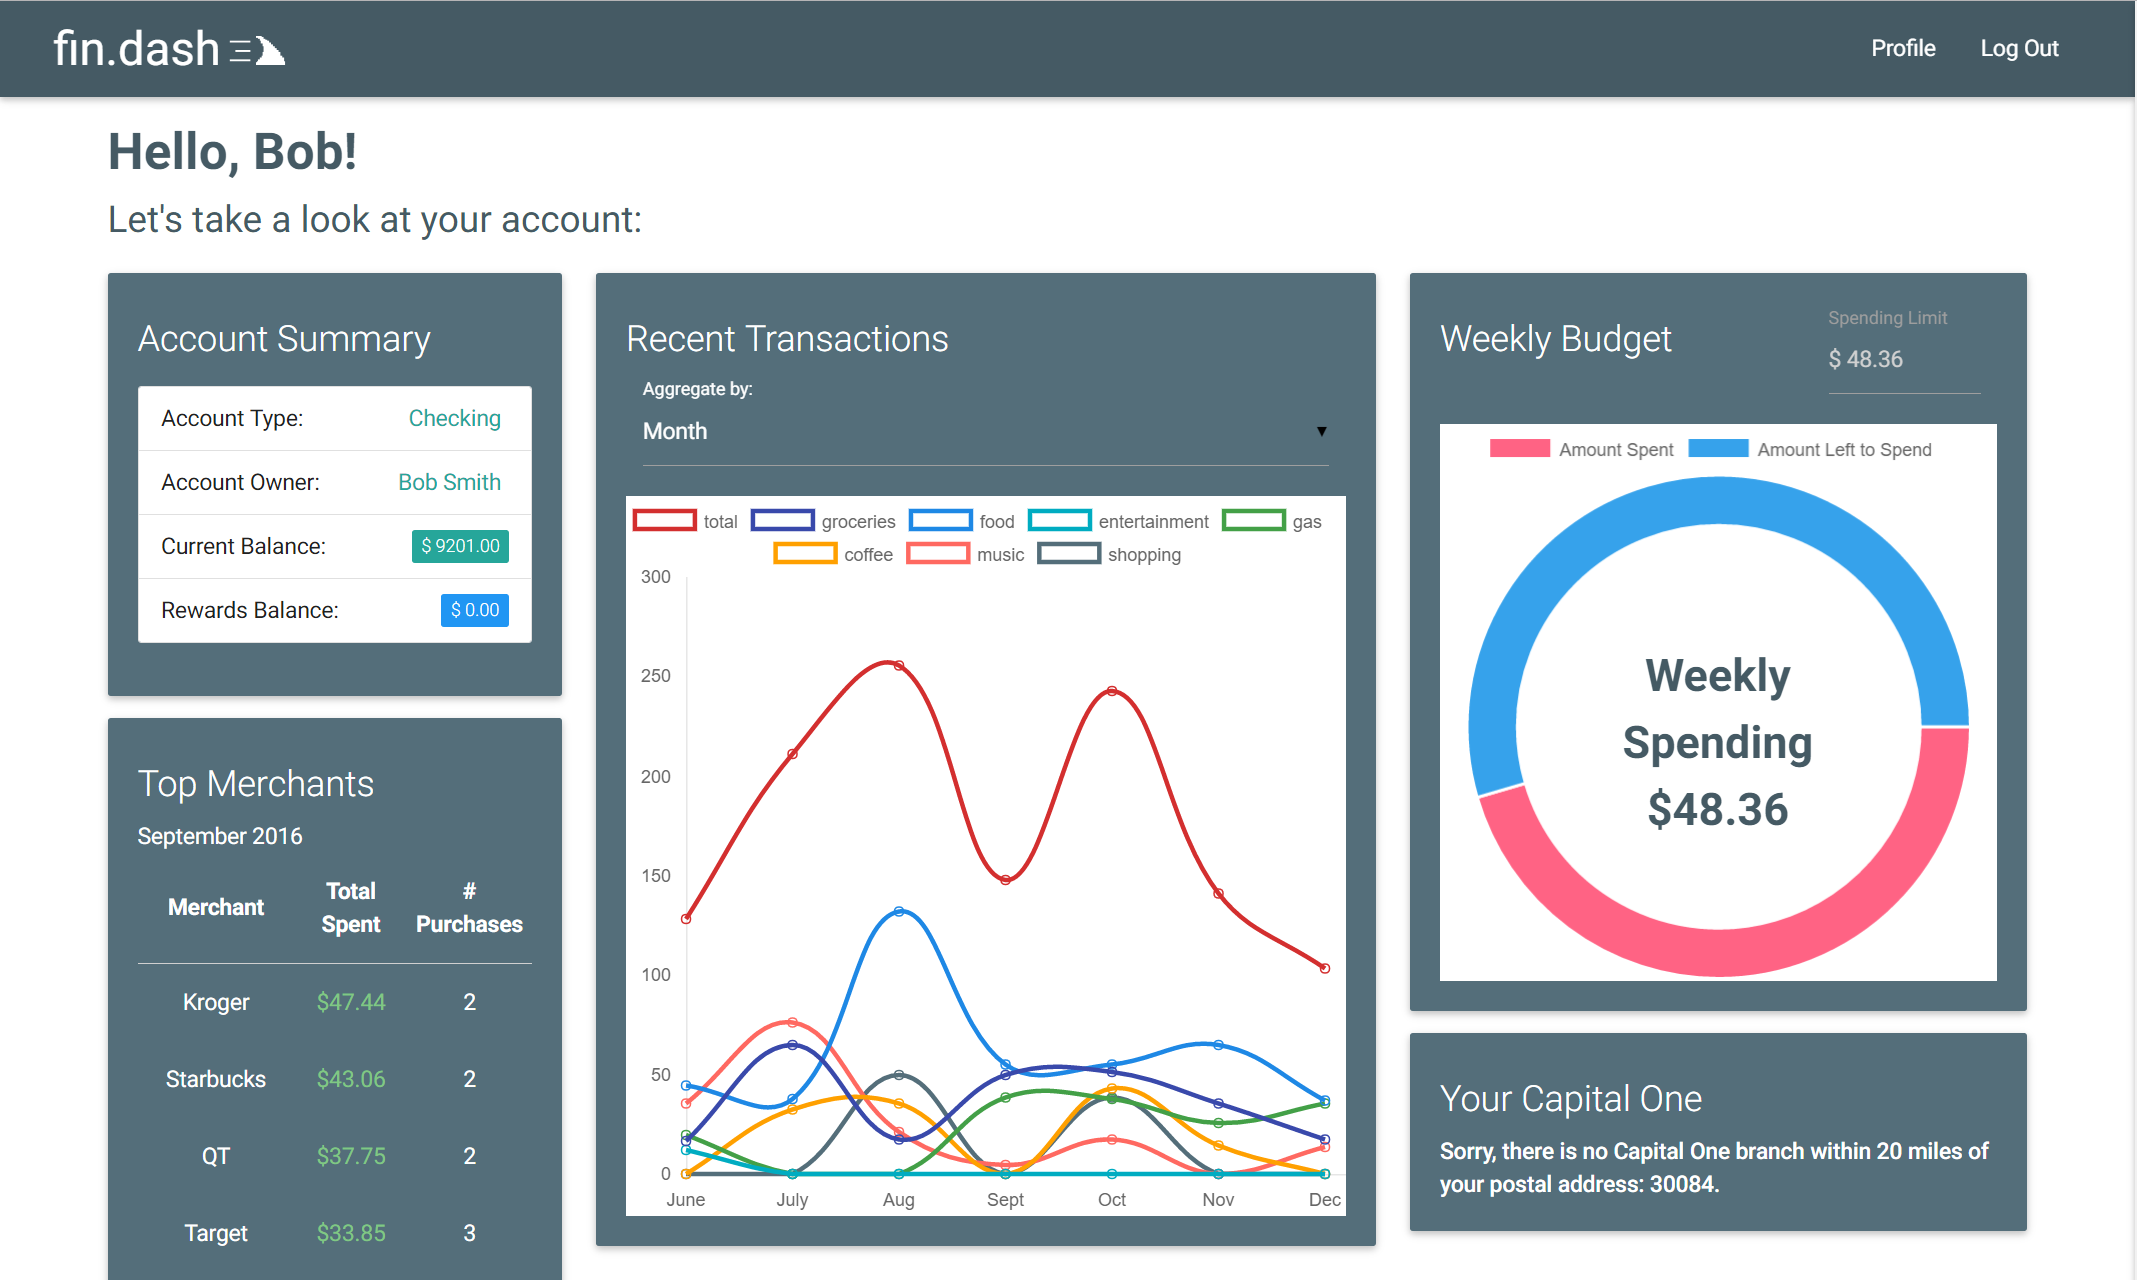 fin.dash
Profile Log Out
Hello, Bob!
Let's take a look at your account:
Account Summary
Account Type: Checking
Account Owner: Bob Smith
Current Balance: $ 9201.00
Rewards Balance: $ 0.00
Top Merchants
September 2016
Merchant Total Spent # Purchases
Kroger $47.44 2
Starbucks $43.06 2
QT $37.75 2
Target $33.85 3
Recent Transactions
Aggregate by:
Month
total groceries food entertainment gas
coffee music shopping
300
250
200
150
100
50
0
June July Aug Sept Oct Nov Dec
Weekly Budget
Spending Limit
$ 48.36
Amount Spent Amount Left to Spend
Weekly
Spending
$48.36
Your Capital One
Sorry, there is no Capital One branch within 20 miles of
your postal address: 30084.